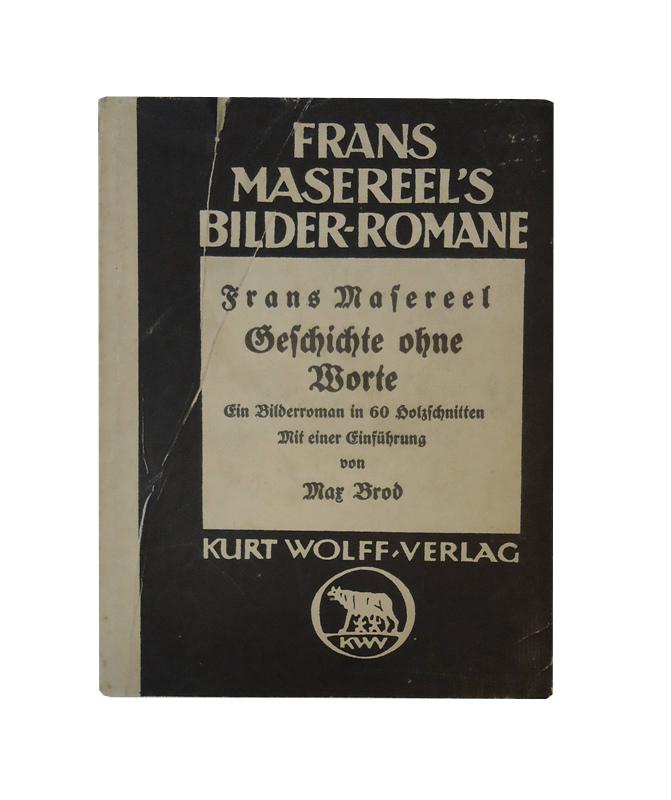 FRANS
MASEREEL'S
BILDER-ROMANE
Frans Maſereel
Geſchichte ohne
Worte
Ein Bilderroman in 60 Holzſchnitten
Mit einer Einführung
von
Max Brod
KURT WOLFF-VERLAG
KWV